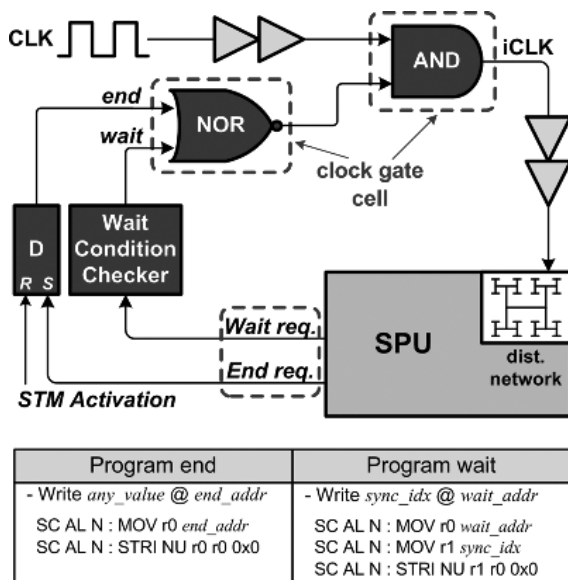 CLK
AND
iCLK
end
NOR
wait
clock gate
cell
D
R S
Wait
Condition
Checker
Wait req.
SPU
End req.
dist.
network
STM Activation
Program end
- Write any_value @ end_addr
SC AL N : MOV r0 end_addr
SC AL N : STRI NU r0 r0 0x0
Program wait
- Write sync_idx @ wait_addr
SC AL N : MOV r0 wait_addr
SC AL N : MOV r1 sync_idx
SC AL N : STRI NU r1 r0 0x0